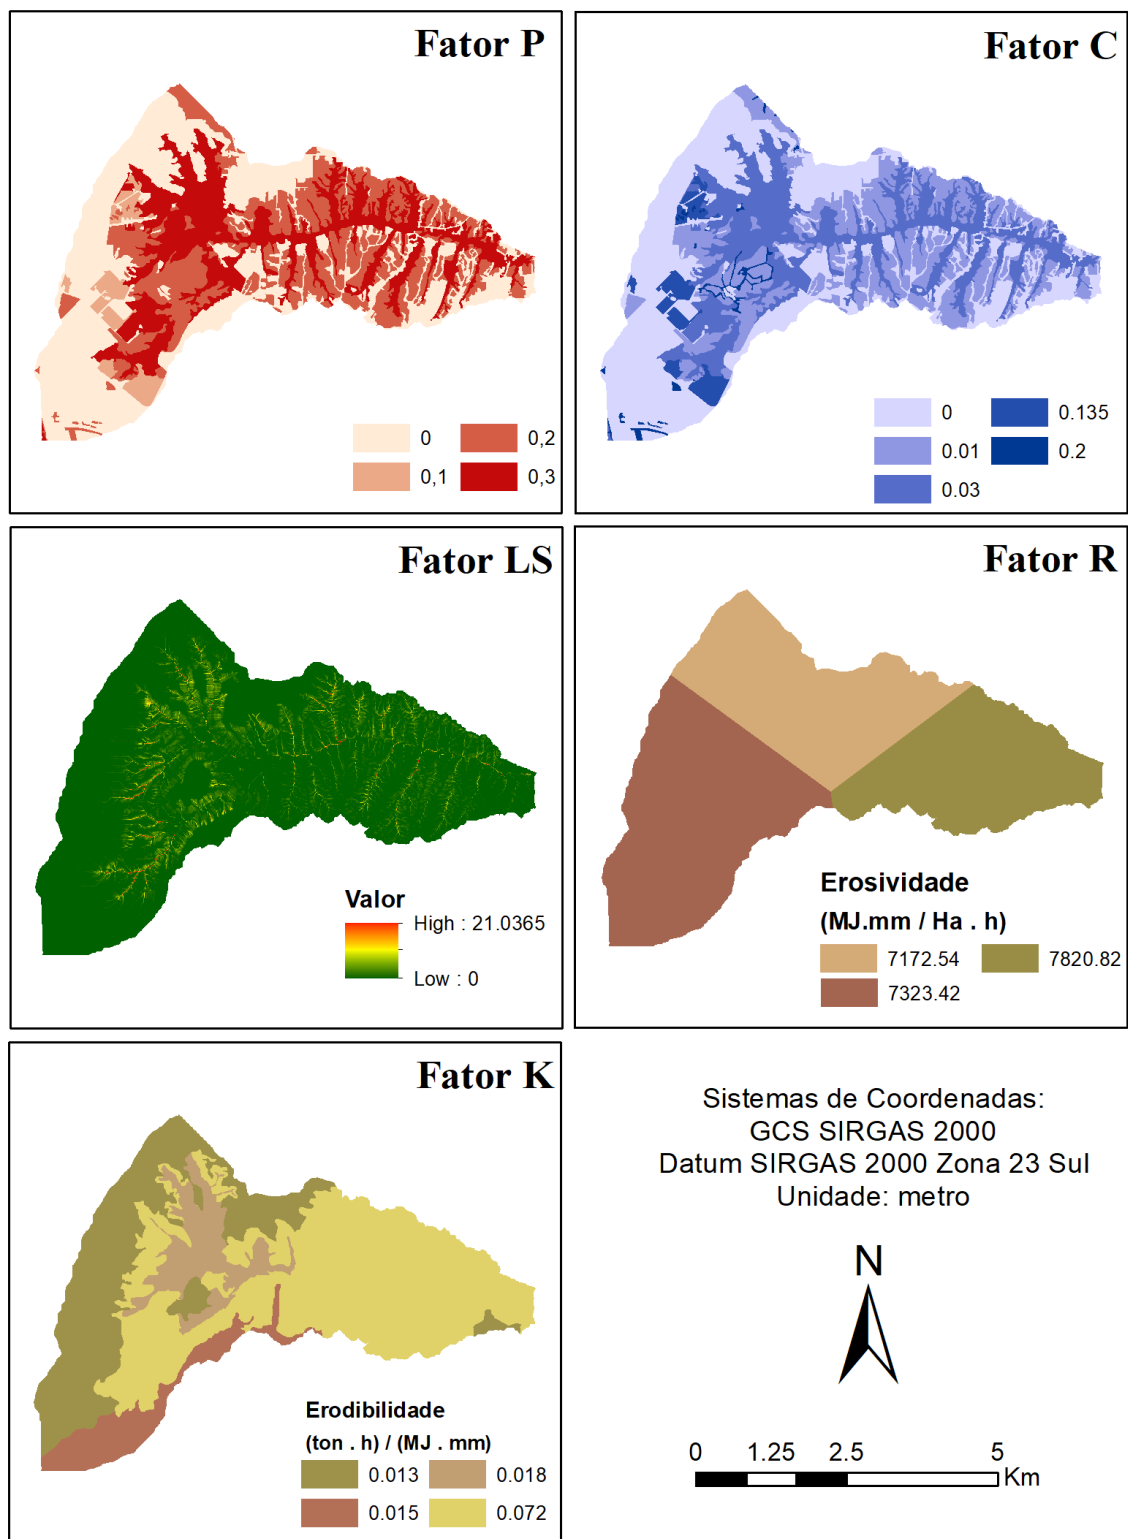 Fator P
0
0,2
0,1
0,3
Fator C
0
0.135
0.01
0.2
0.03
Fator LS
Valor
High : 21.0365
Low : 0
Fator R
Erosividade
(MJ.mm / Ha . h)
7172.54
7820.82
7323.42
Fator K
Erodibilidade
(ton . h) / (MJ . mm)
0.013
0.018
0.015
0.072
Sistemas de Coordenadas:
GCS SIRGAS 2000
Datum SIRGAS 2000 Zona 23 Sul
Unidade: metro
N
0 1.25 2.5 5
Km